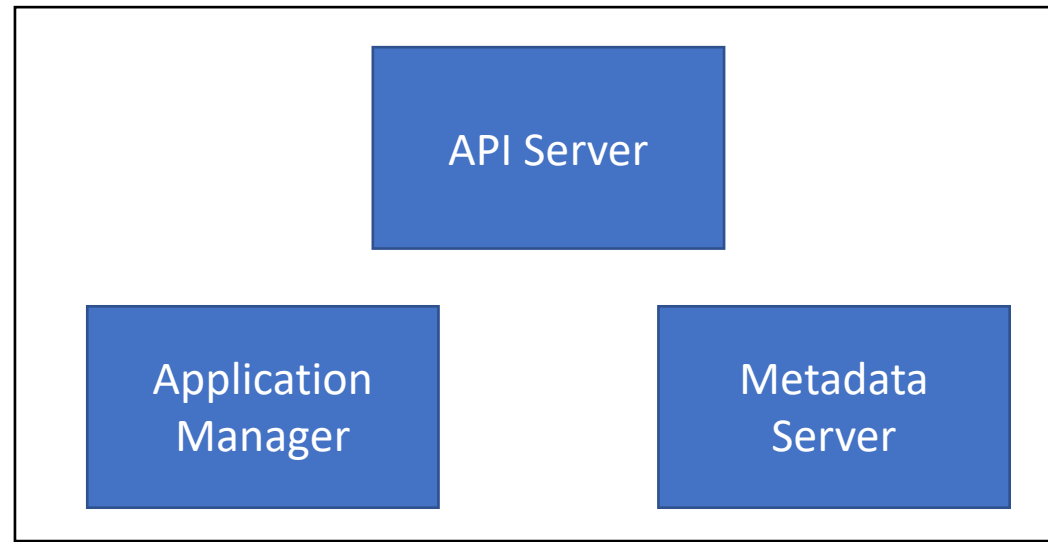 API Server
Application
Manager
Metadata
Server